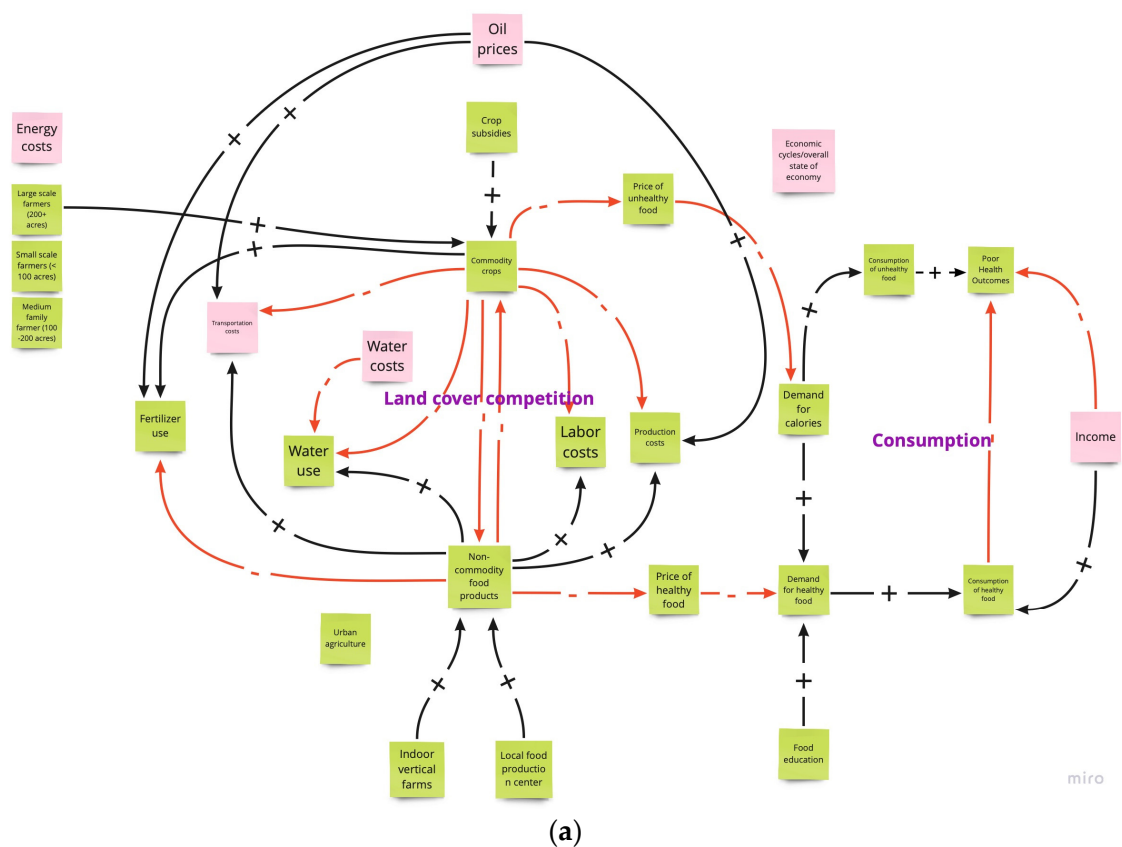 Oil
prices
Crop
subsidies
Energy
costs
Economic
cycles/overall
state of
economy
Large scale
farmers
(200+
acres)
Price of
unhealthy
food
Small scale
farmers (<
100 acres)
Commodity
crops
Consumption
of unhealthy
food
Poor
Health
Outcomes
Medium
family
farmer (100
-200 acres)
Transportation
costs
Water
costs
Land cover competition
Demand
for
calories
Fertilizer
use
Labor
costs
Production
costs
Consumption
Income
Water
use
Non-
commodity
food
products
Price of
healthy
food
Demand
for healthy
food
Consumption
of healthy
food
Urban
agriculture
Indoor
vertical
farms
Local food
productio
n center
Food
education
miro
(a)